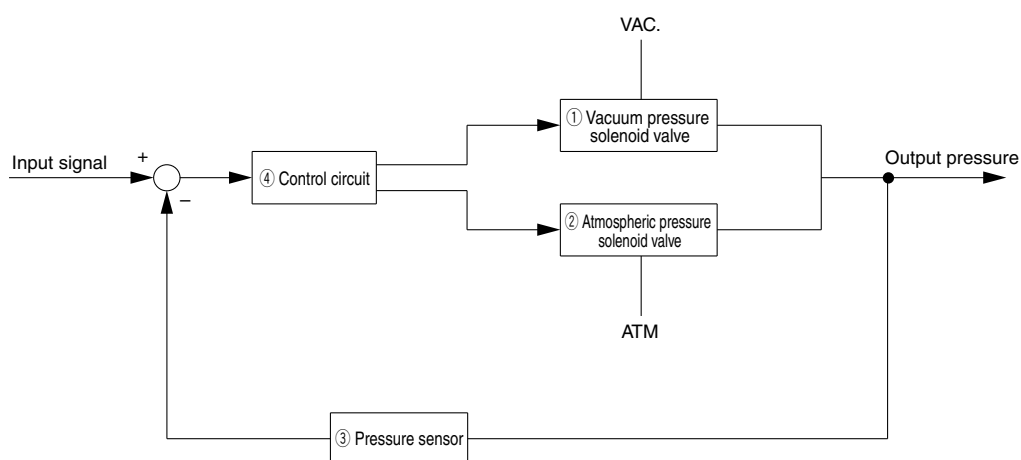 VAC.
① Vacuum pressure
solenoid valve
Input signal
+
−
④ Control circuit
Output pressure
② Atmospheric pressure
solenoid valve
ATM
③ Pressure sensor